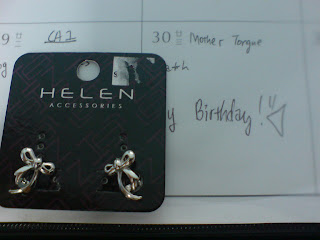 9 CA1
30 Mother Tongue
HELEN
ACCESSORIES
Birthday!